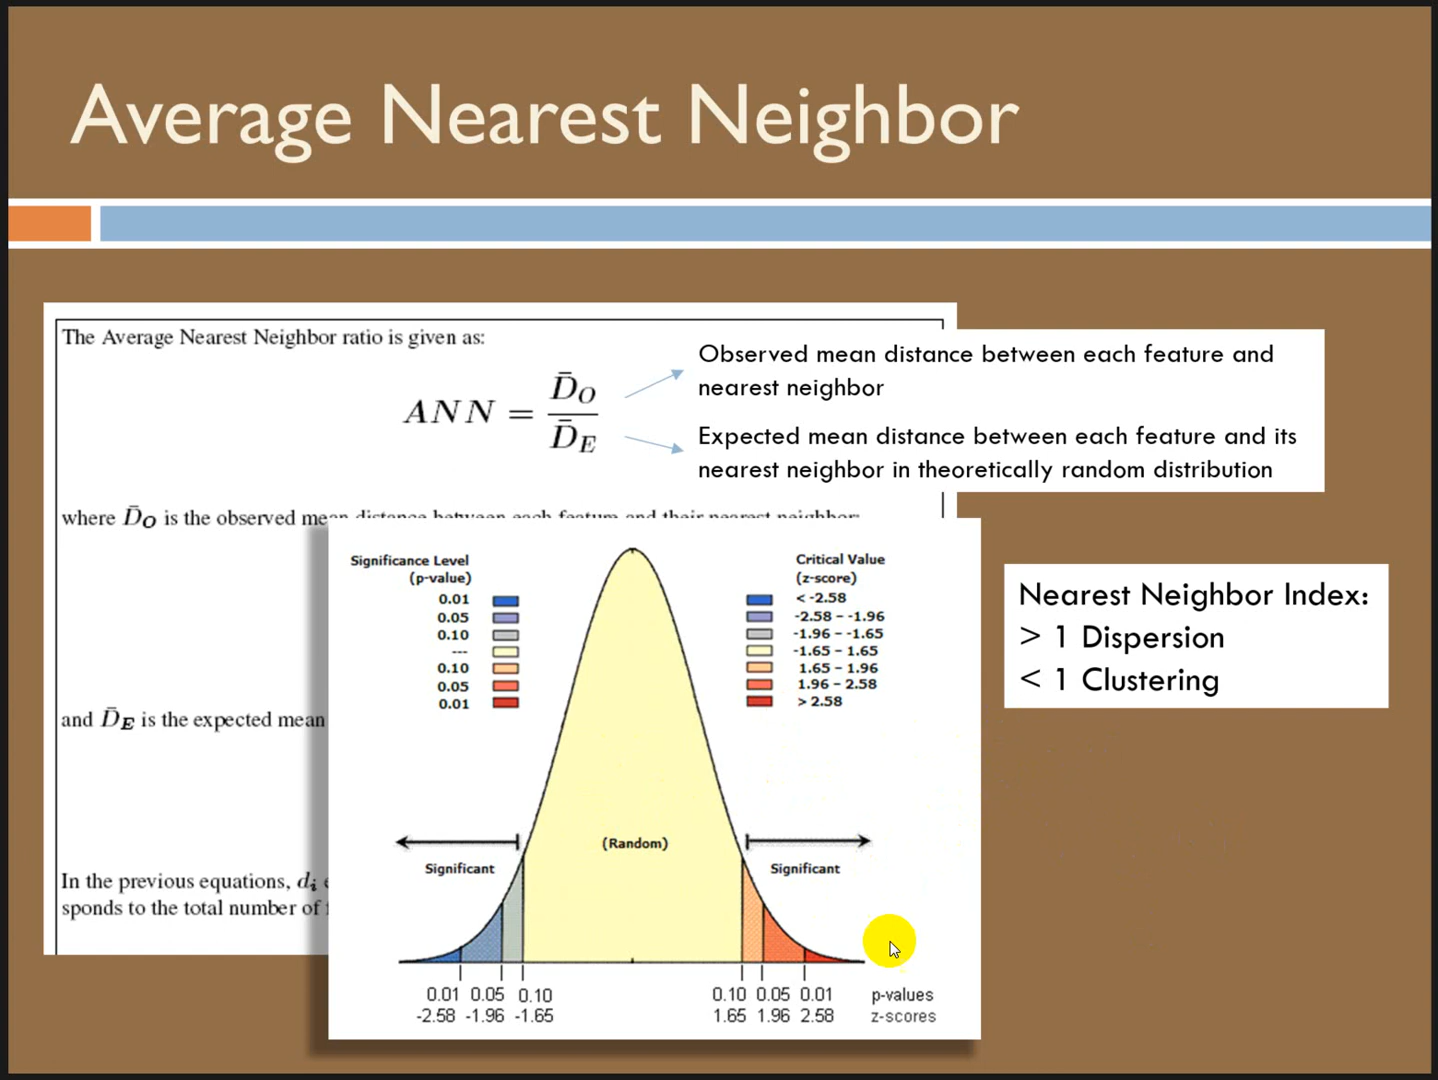 Average Nearest Neighbor
The Average Nearest Neighbor ratio is given as:
ANN = D̄O / D̄E
Observed mean distance between each feature and
nearest neighbor
Expected mean distance between each feature and its
nearest neighbor in theoretically random distribution
where D̄O is the observed mean distance between each feature and their nearest neighbor:
and D̄E is the expected mean
In the previous equations, di
sponds to the total number of
Significance Level
(p-value)
0.01
0.05
0.10
---
0.10
0.05
0.01
Critical Value
(z-score)
< -2.58
-2.58 – -1.96
-1.96 – -1.65
-1.65 – 1.65
1.65 – 1.96
1.96 – 2.58
> 2.58
Significant
(Random)
Significant
0.01 0.05 0.10 0.10 0.05 0.01 p-values
-2.58 -1.96 -1.65 1.65 1.96 2.58 z-scores
Nearest Neighbor Index:
> 1 Dispersion
< 1 Clustering